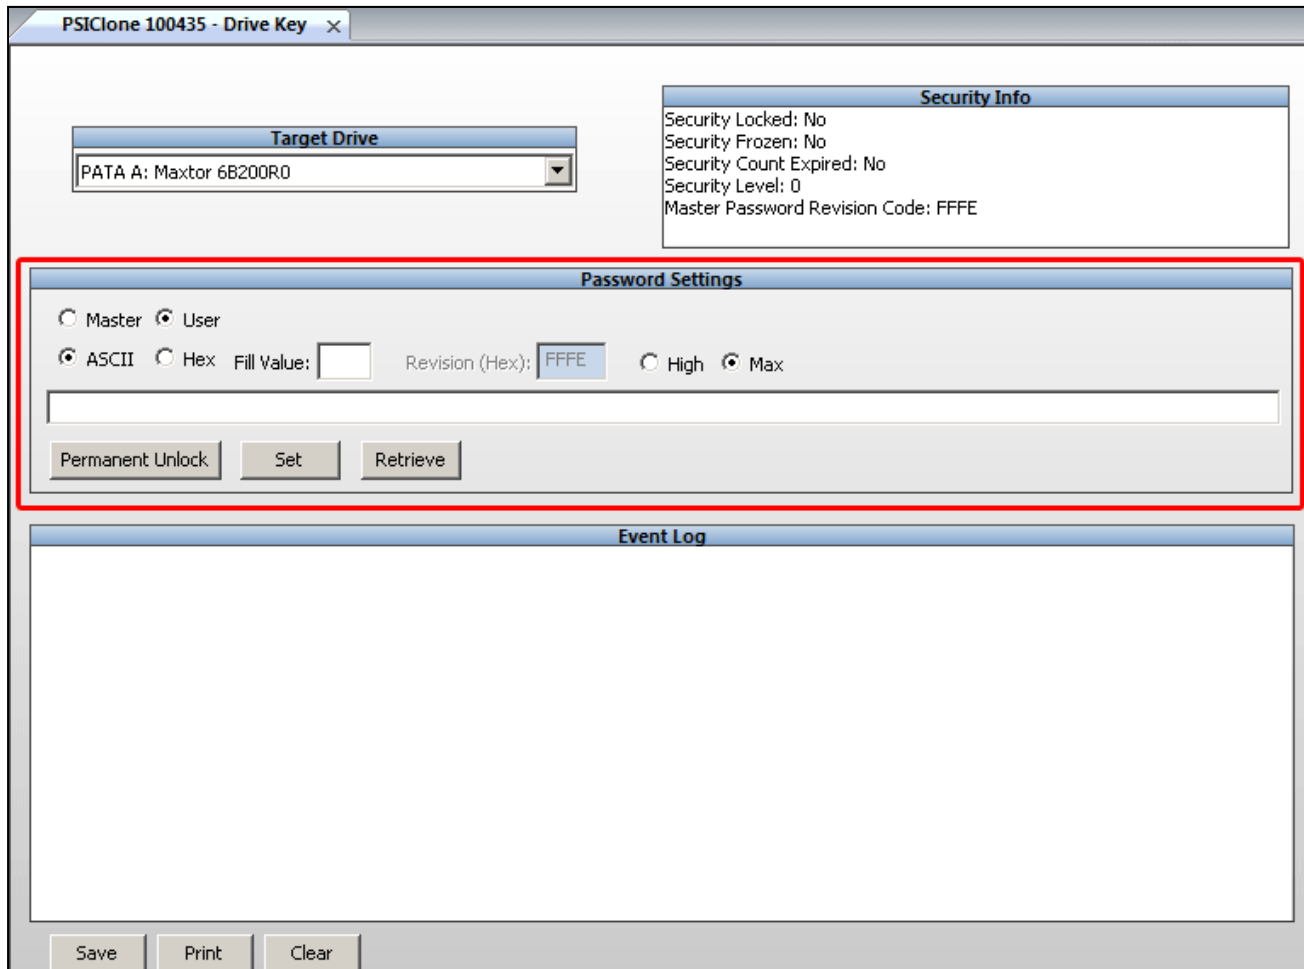 PSIClone 100435 - Drive Key
Security Info
Security Locked: No
Security Frozen: No
Security Count Expired: No
Security Level: 0
Master Password Revision Code: FFFE
Target Drive
PATA A: Maxtor 6B200R0
Password Settings
Master User
ASCII Hex Fill Value: Revision (Hex): FFFE High Max
Permanent Unlock Set Retrieve
Event Log
Save Print Clear